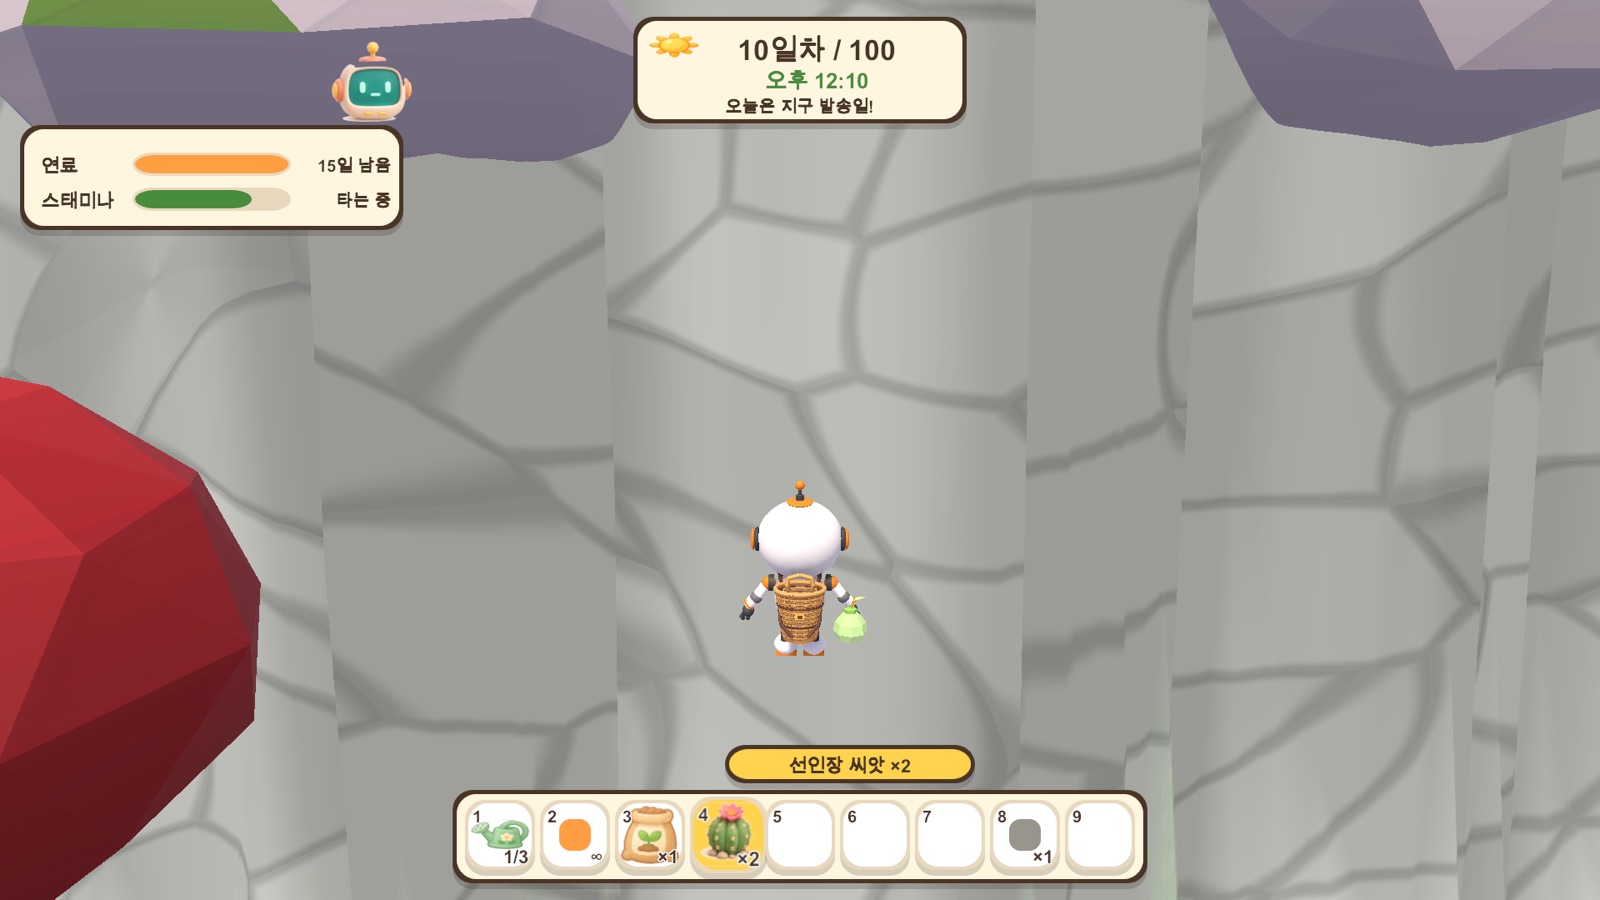 10일차 / 100
오후 12:10
오늘은 지구 발송일!
연료 15일 남음
스태미나 타는 중
선인장 씨앗 ×2
1 2 3 4 5 6 7 8 9
1/3 ∞ ×1 ×2 ×1